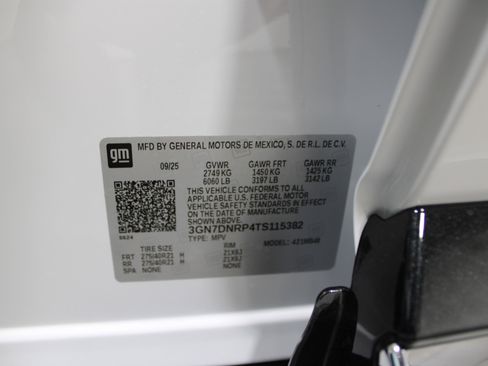 gm MFD BY GENERAL MOTORS DE MEXICO, S. DE R.L. DE C.V.
09/25 GVWR GAWR FRT GAWR RR
2749 KG 1450 KG 1425 KG
6060 LB 3197 LB 3142 LB
THIS VEHICLE CONFORMS TO ALL
APPLICABLE U.S. FEDERAL MOTOR
VEHICLE SAFETY STANDARDS IN
EFFECT ON THE DATE OF
MANUFACTURE SHOWN ABOVE.
3GN7DNRP4TS115382
TYPE: MPV MODEL:
TIRE SIZE RIM
FRT 275/40R21 H 21X9J
RR 275/40R21 H 21X9J
SPA NONE NONE